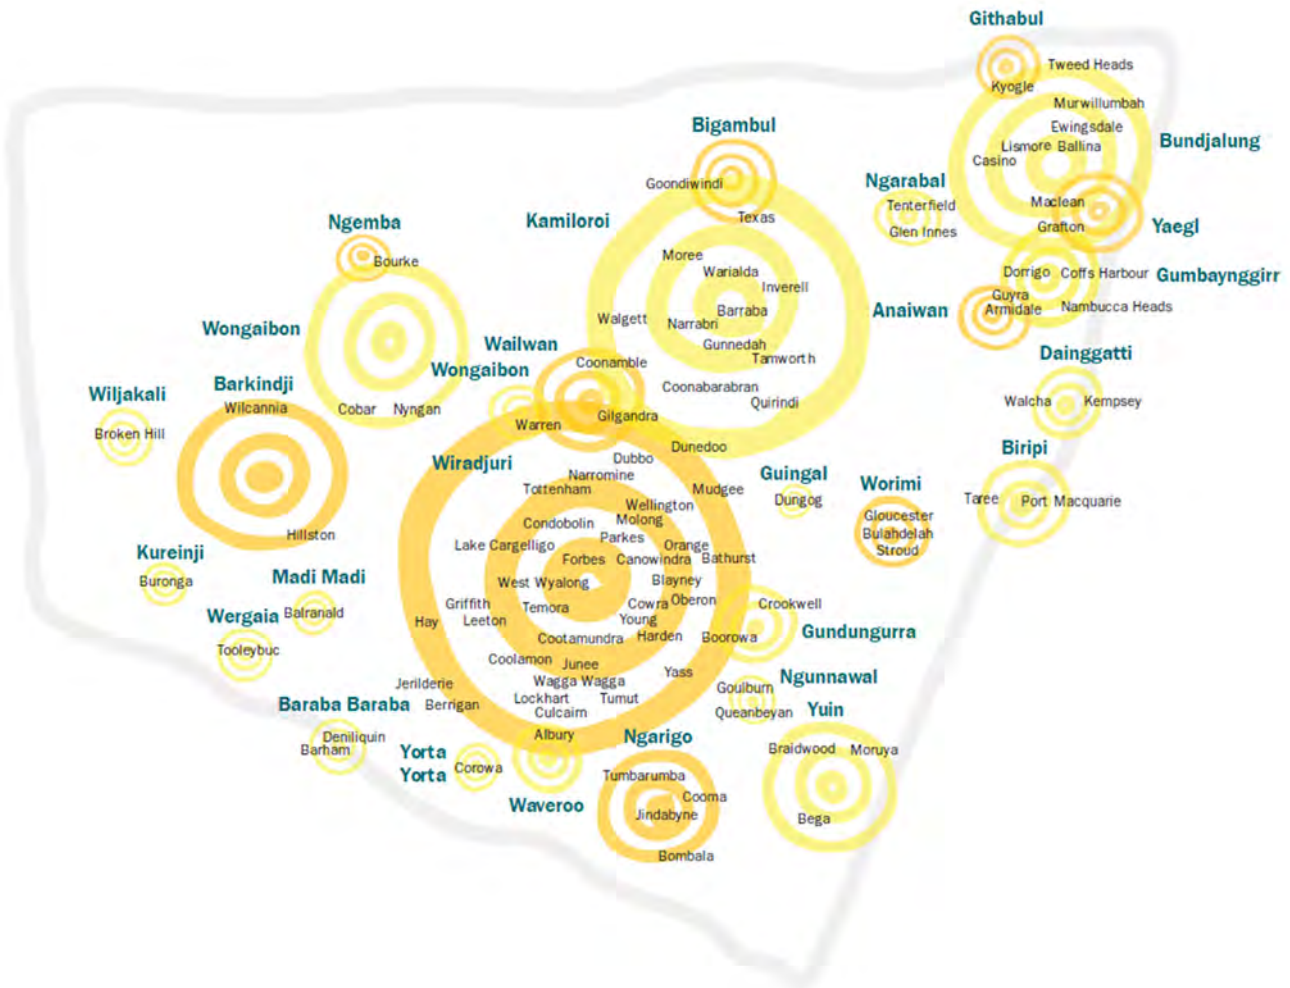 Githabul
Tweed Heads
Kyogle
Murwillumbah
Ewingsdale
Lismore Ballina
Casino
Bundjalung
Bigambul
Goondiwindi
Texas
Ngarabal
Tenterfield
Glen Innes
Maclean
Grafton
Yaegl
Ngemba
Bourke
Kamiloroi
Moree
Warialda
Inverell
Barraba
Walgett
Narrabri
Gunnedah
Tamworth
Coonabarabran
Quirindi
Dunedoo
Dorrigo
Coffs Harbour
Gumbaynggirr
Guyra
Armidale
Nambucca Heads
Anaiwan
Wongaibon
Cobar
Nyngan
Wailwan
Wongaibon
Coonamble
Gilgandra
Warren
Dainggatti
Walcha
Kempsey
Wiljakali
Broken Hill
Barkindji
Wilcannia
Hillston
Biripi
Taree
Port Macquarie
Wiradjuri
Dubbo
Narromine
Tottenham
Mudgee
Wellington
Condobolin
Molong
Parkes
Lake Cargelligo
Orange
Forbes
Canowindra
Bathurst
West Wyalong
Blayney
Griffith
Temora
Cowra
Oberon
Hay
Leeton
Young
Cootamundra
Harden
Boorowa
Coolamon
Junee
Yass
Wagga Wagga
Jerilderie
Lockhart
Tumut
Berrigan
Culcairn
Albury
Guingal
Dungog
Worimi
Gloucester
Bulahdelah
Stroud
Kureinji
Buronga
Madi Madi
Balranald
Wergaia
Tooleybuc
Crookwell
Gundungurra
Ngunnawal
Goulburn
Queanbeyan
Baraba Baraba
Deniliquin
Barham
Yorta
Yorta
Corowa
Waveroo
Ngarigo
Tumbarumba
Cooma
Jindabyne
Bombala
Yuin
Braidwood
Moruya
Bega